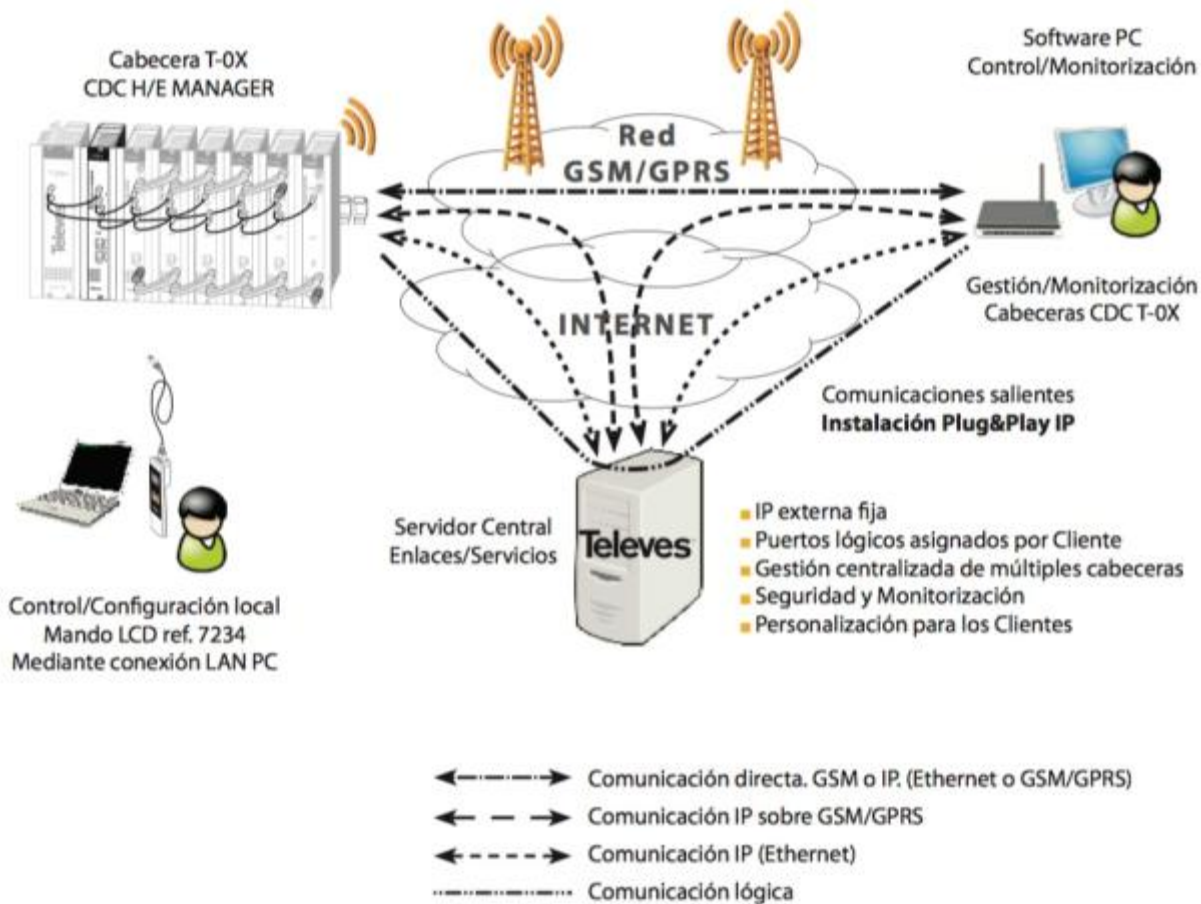 Cabecera T-0X
CDC H/E MANAGER
Software PC
Control/Monitorización
Red
GSM/GPRS
Televes
Gestión/Monitorización
Cabeceras CDC T-0X
INTERNET
Comunicaciones salientes
Instalación Plug&Play IP
Servidor Central
Enlaces/Servicios
Televes
IP externa fija
Puertos lógicos asignados por Cliente
Gestión centralizada de múltiples cabeceras
Seguridad y Monitorización
Personalización para los Clientes
Control/Configuración local
Mando LCD ref. 7234
Mediante conexión LAN PC
Comunicación directa. GSM o IP. (Ethernet o GSM/GPRS)
Comunicación IP sobre GSM/GPRS
Comunicación IP (Ethernet)
Comunicación lógica